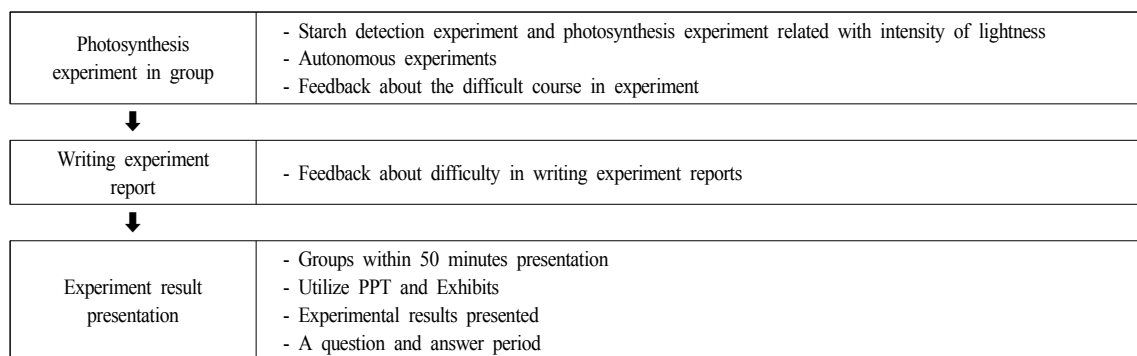 Photosynthesis
experiment in group
- Starch detection experiment and photosynthesis experiment related with intensity of lightness
- Autonomous experiments
- Feedback about the difficult course in experiment
Writing experiment
report
- Feedback about difficulty in writing experiment reports
Experiment result
presentation
- Groups within 50 minutes presentation
- Utilize PPT and Exhibits
- Experimental results presented
- A question and answer period